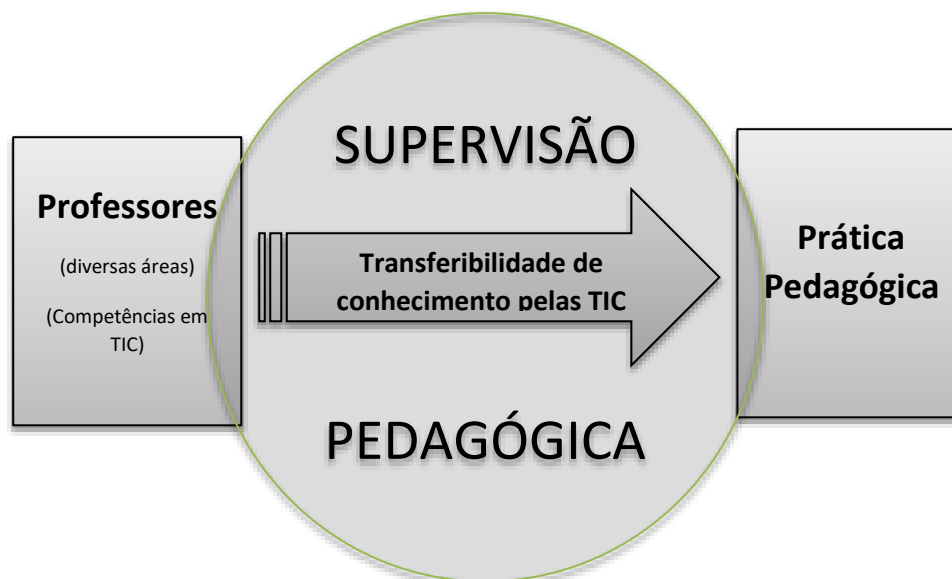 SUPERVISÃO
Professores
(diversas áreas)
(Competências em
TIC)
Transferibilidade de
conhecimento pelas TIC
Prática
Pedagógica
PEDAGÓGICA